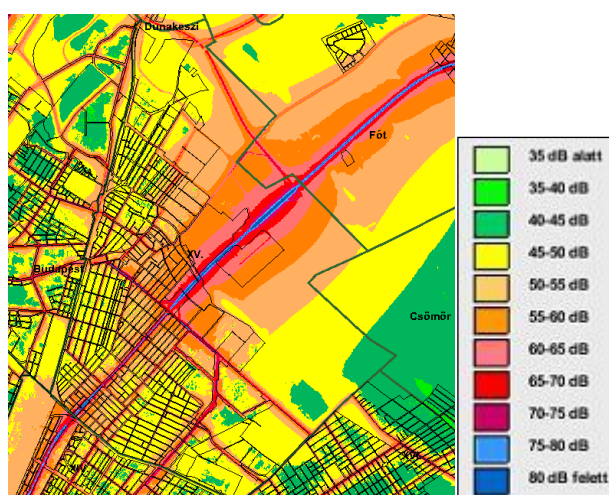 Dunakeszi
Fót
XV.
Budapest
Csömör
XIV.
XVI.
35 dB alatt
35-40 dB
40-45 dB
45-50 dB
50-55 dB
55-60 dB
60-65 dB
65-70 dB
70-75 dB
75-80 dB
80 dB felett